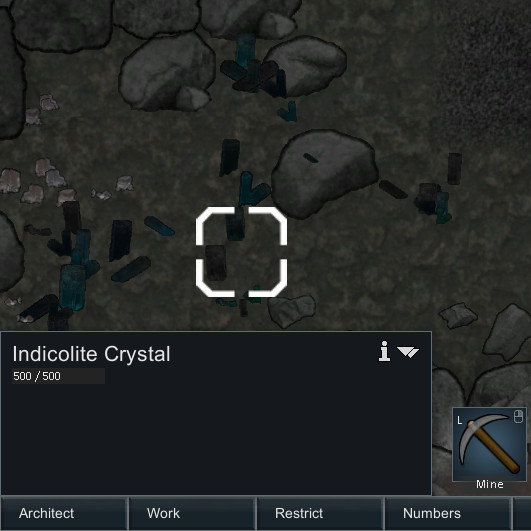 Indicolite Crystal
500 / 500
L
Mine
Architect
Work
Restrict
Numbers